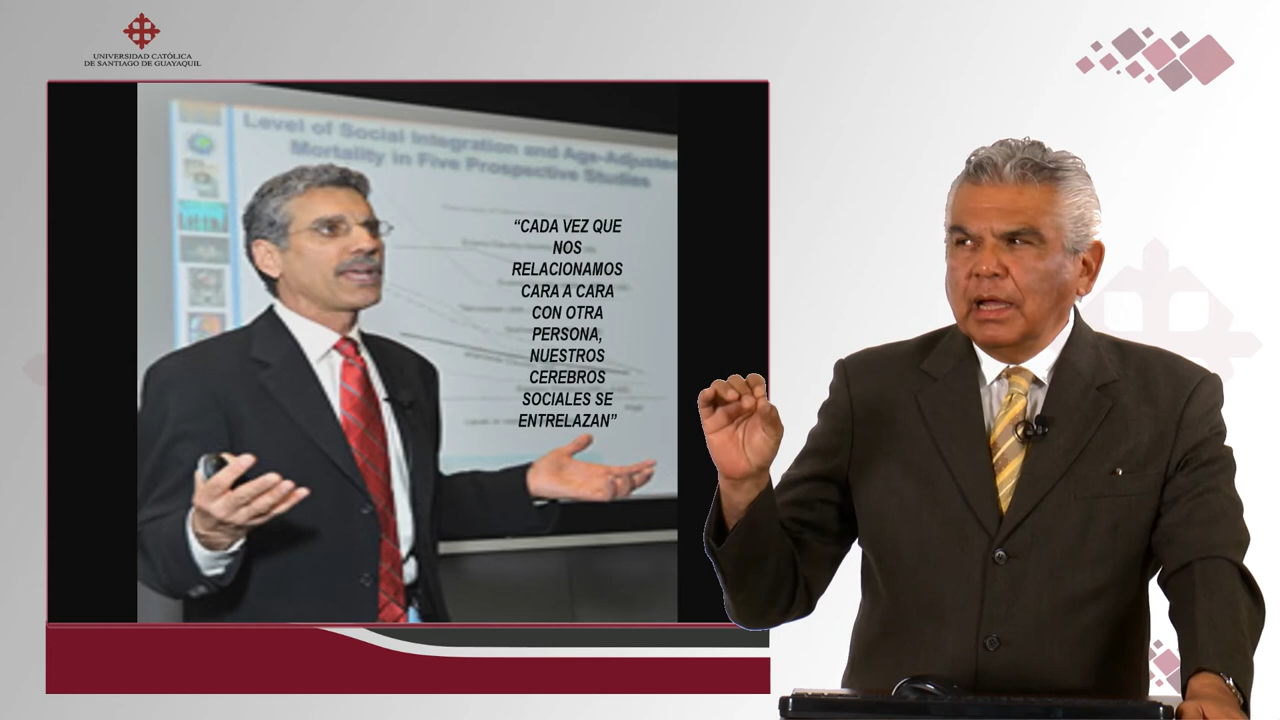 UNIVERSIDAD CATÓLICA
DE SANTIAGO DE GUAYAQUIL
Level of Social Integration and Age-Adjusted
Mortality in Five Prospective Studies
“CADA VEZ QUE
NOS
RELACIONAMOS
CARA A CARA
CON OTRA
PERSONA,
NUESTROS
CEREBROS
SOCIALES SE
ENTRELAZAN”